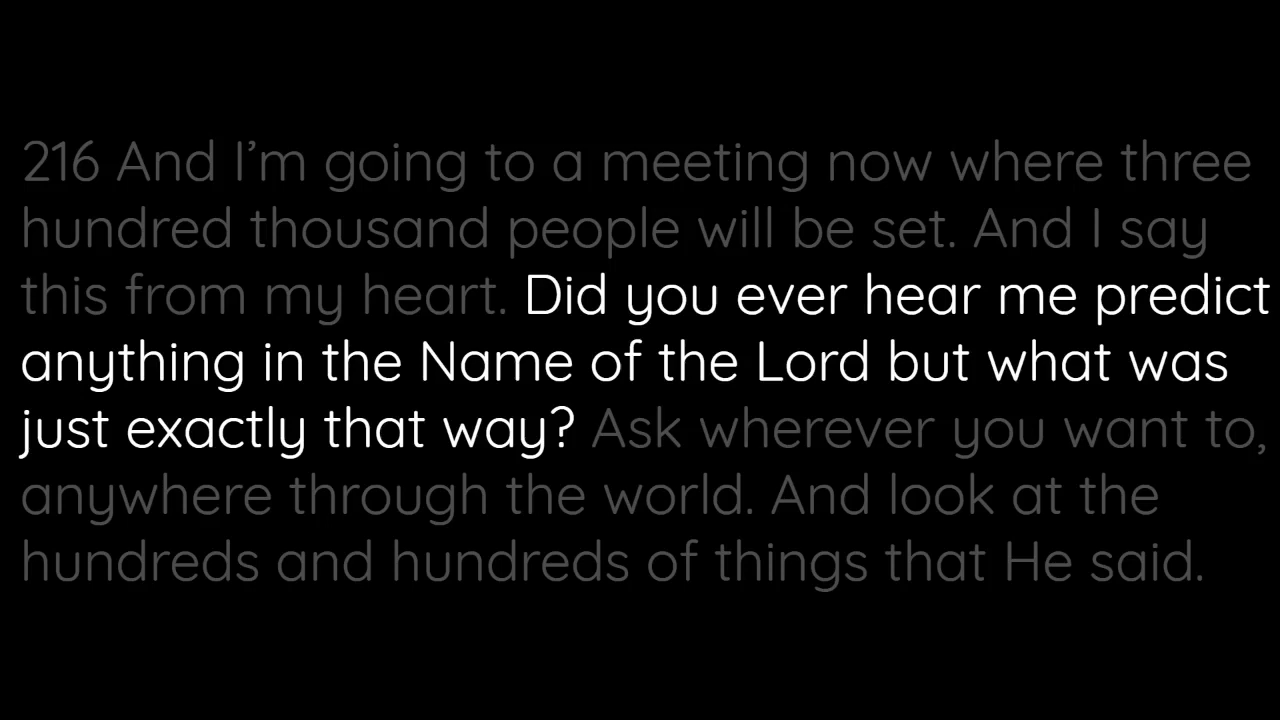 216 And I’m going to a meeting now where three
hundred thousand people will be set. And I say
this from my heart. Did you ever hear me predict
anything in the Name of the Lord but what was
just exactly that way? Ask wherever you want to,
anywhere through the world. And look at the
hundreds and hundreds of things that He said.